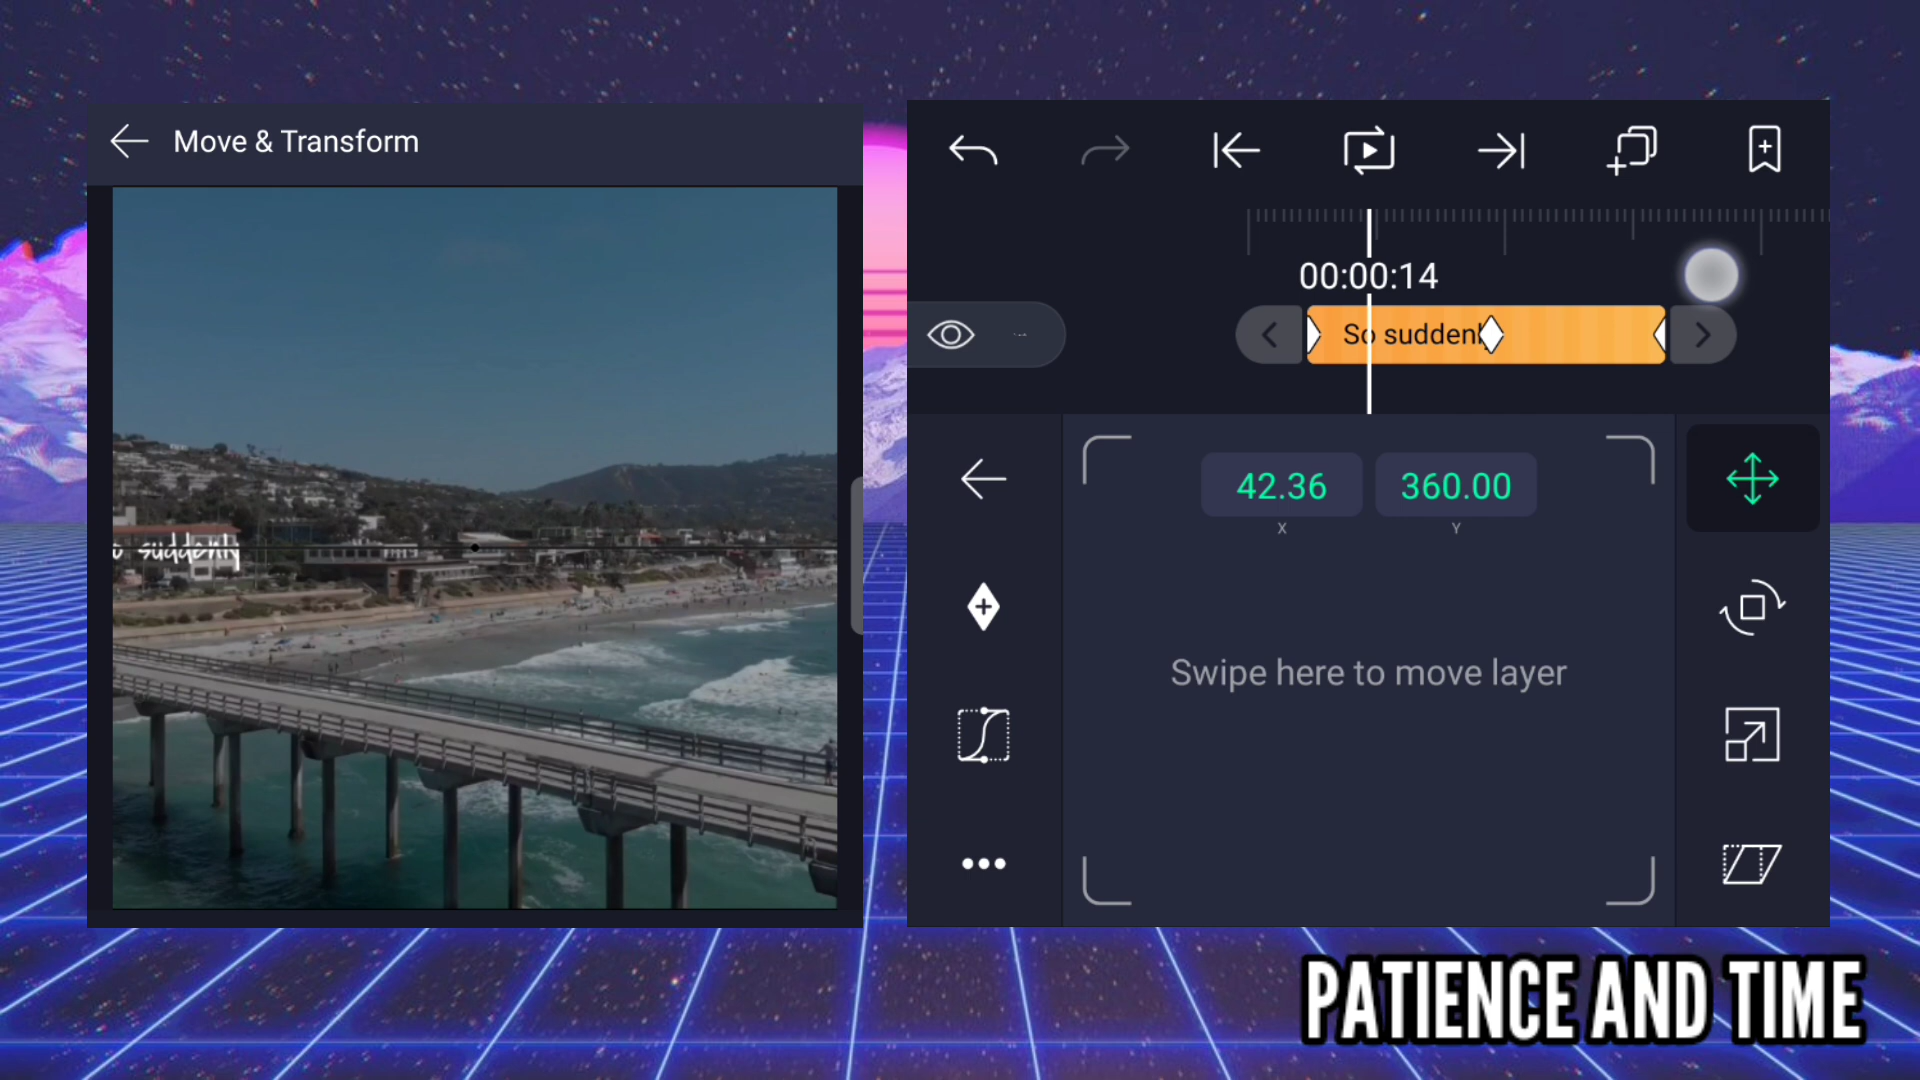 Move & Transform
suddenly
00:00:14
So suddenl
42.36 360.00
X Y
Swipe here to move layer
PATIENCE AND TIME